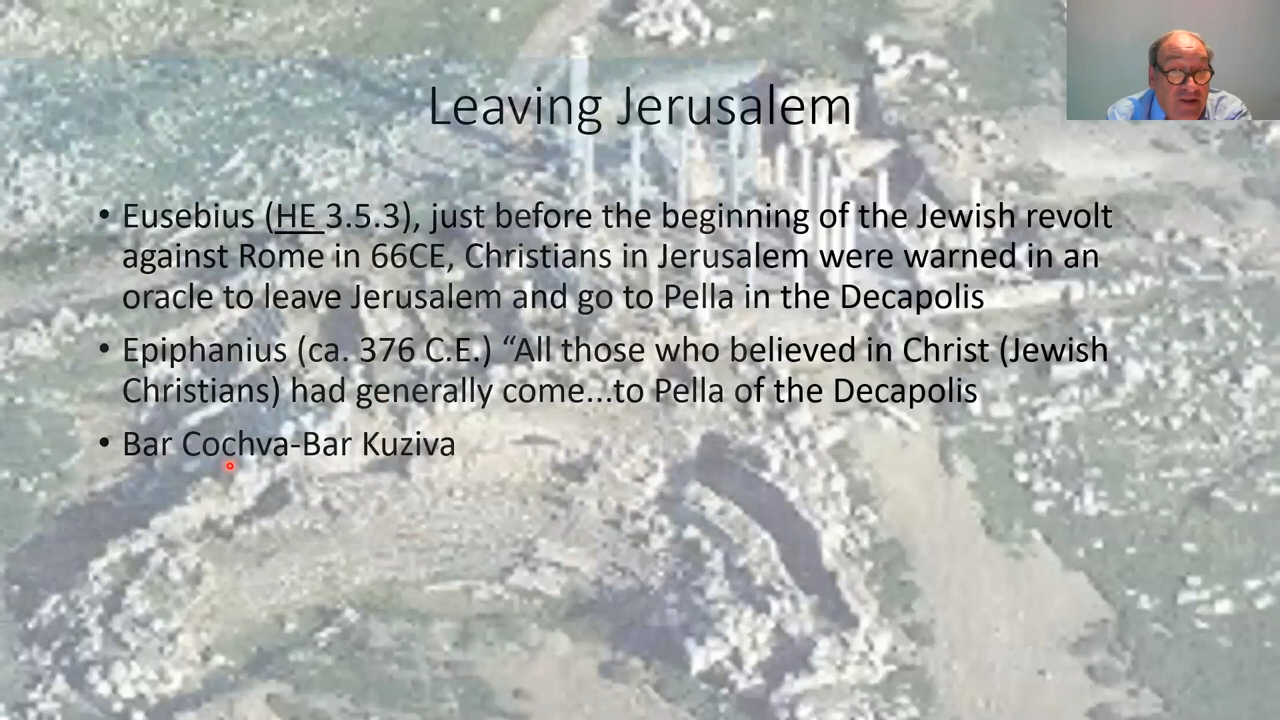 Leaving Jerusalem
• Eusebius (HE 3.5.3), just before the beginning of the Jewish revolt
against Rome in 66CE, Christians in Jerusalem were warned in an
oracle to leave Jerusalem and go to Pella in the Decapolis
• Epiphanius (ca. 376 C.E.) “All those who believed in Christ (Jewish
Christians) had generally come...to Pella of the Decapolis
• Bar Cochva-Bar Kuziva